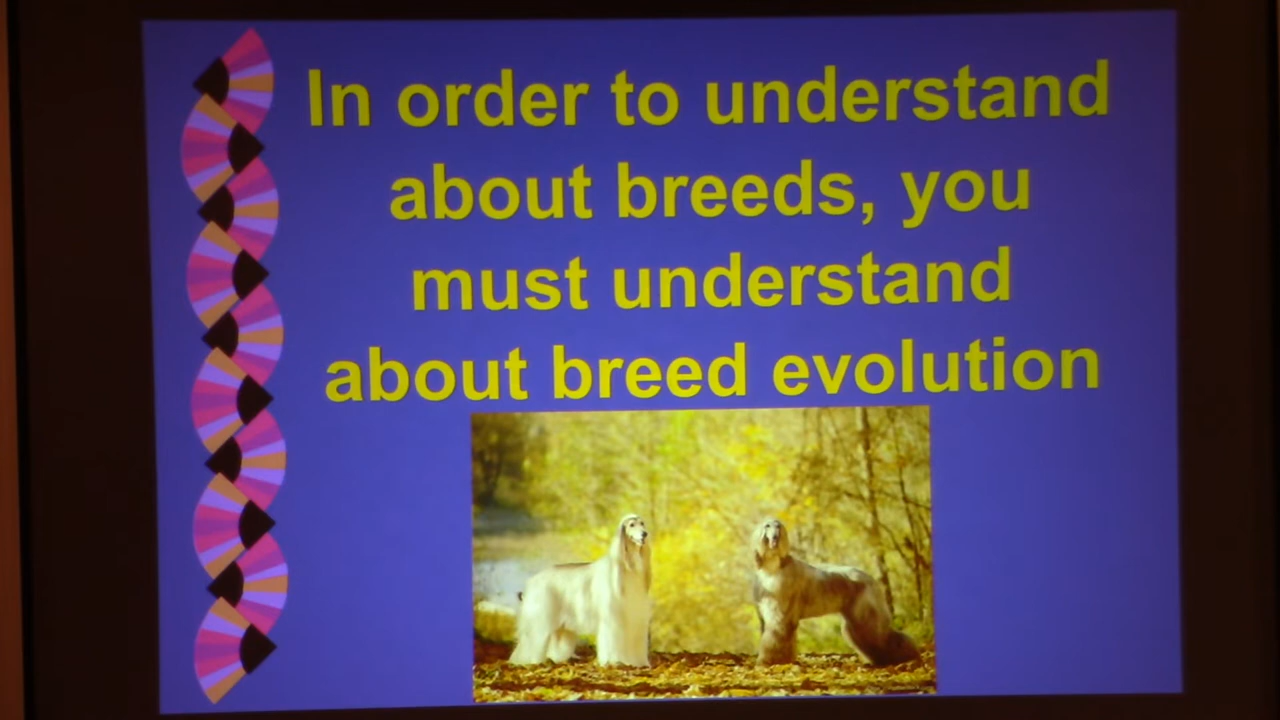 In order to understand
about breeds, you
must understand
about breed evolution